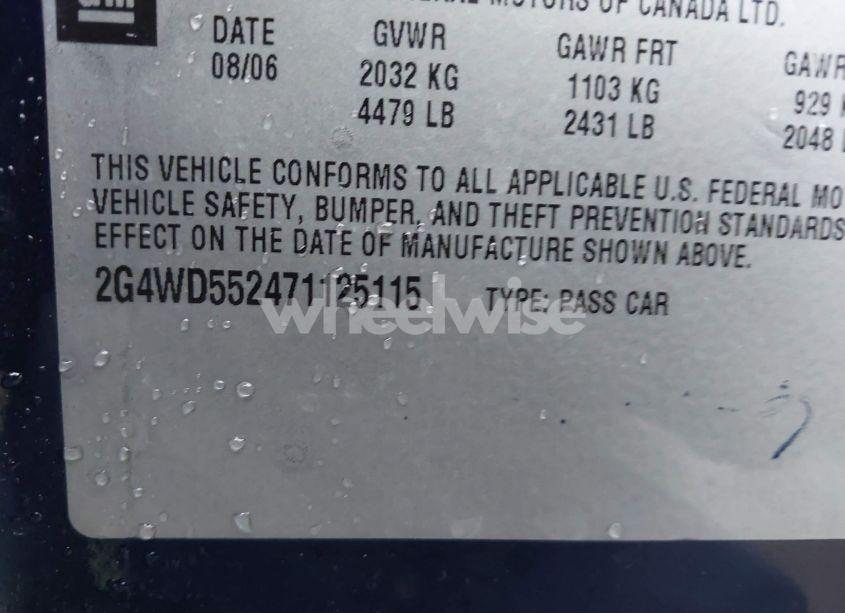 MOTORS OF CANADA LTD.
GM
DATE GVWR GAWR FRT GAWR
08/06 2032 KG 1103 KG 929
4479 LB 2431 LB 2048
THIS VEHICLE CONFORMS TO ALL APPLICABLE U.S. FEDERAL MO
VEHICLE SAFETY, BUMPER, AND THEFT PREVENTION STANDARDS
EFFECT ON THE DATE OF MANUFACTURE SHOWN ABOVE.
2G4WD552471125115 TYPE: PASS CAR
wheelwise